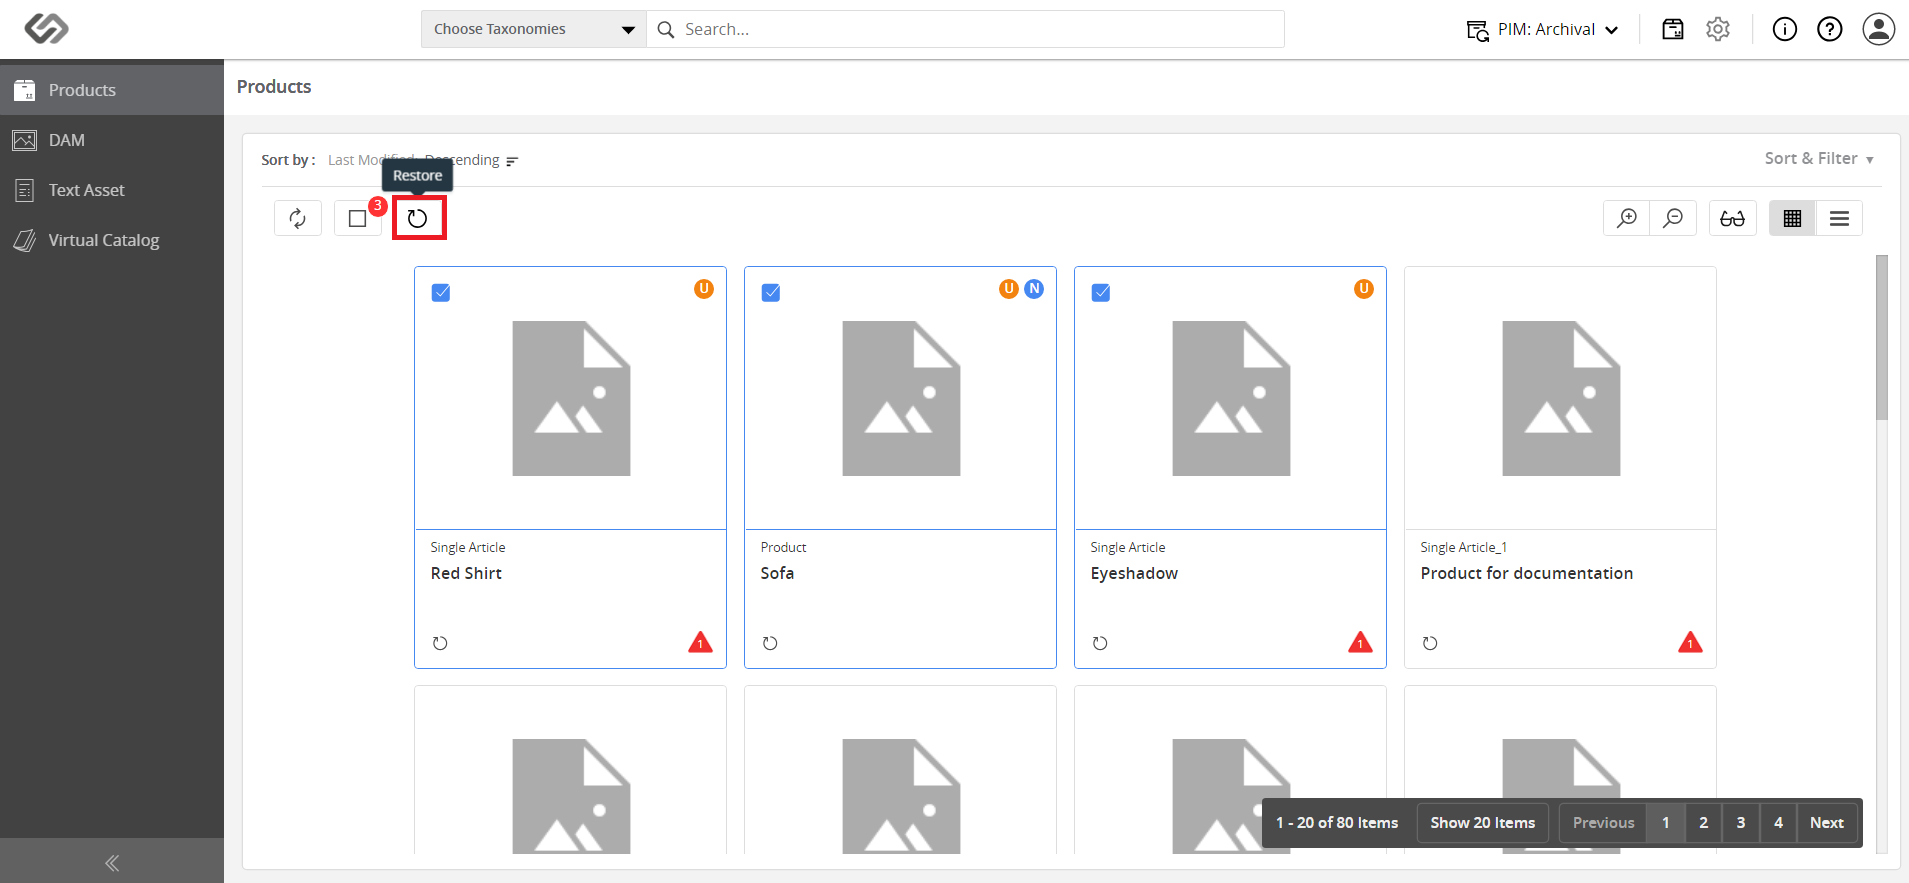 Choose Taxonomies
Search...
PIM: Archival
Products
DAM
Text Asset
Virtual Catalog
Products
Sort by : Last Modified Descending
Sort & Filter
Restore
3
U
U N
U
Single Article
Red Shirt
1
Product
Sofa
Single Article
Eyeshadow
1
Single Article_1
Product for documentation
1
1 - 20 of 80 Items Show 20 Items Previous 1 2 3 4 Next